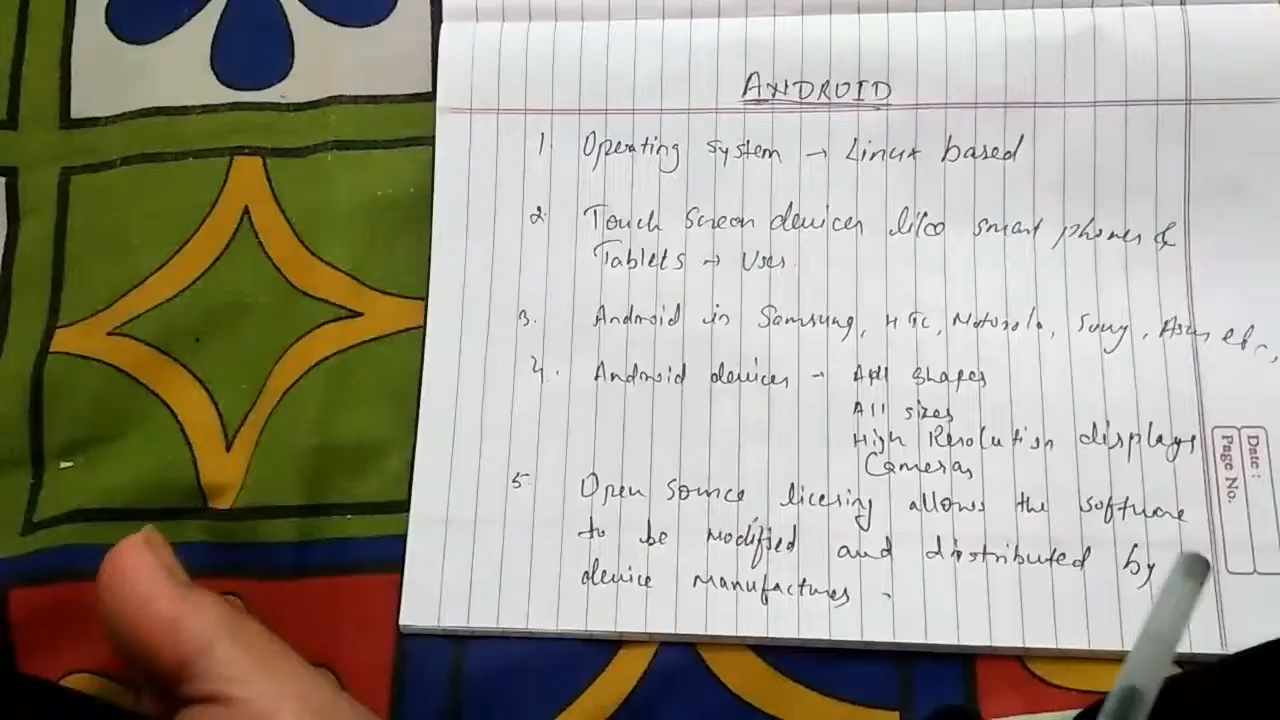 ANDROID
1. Operating system → Linux based
2. Touch Screen devices like smart phones &
Tablets → Uses.
3. Android in Samsung, HTC, Motorola, Sony, Asus etc,
4. Android devices → All shapes
All sizes
High Resolution displays
Cameras
5. Open source licesing allows the software
to be modified and distributed by
device manufactures.
Date :
Page No.